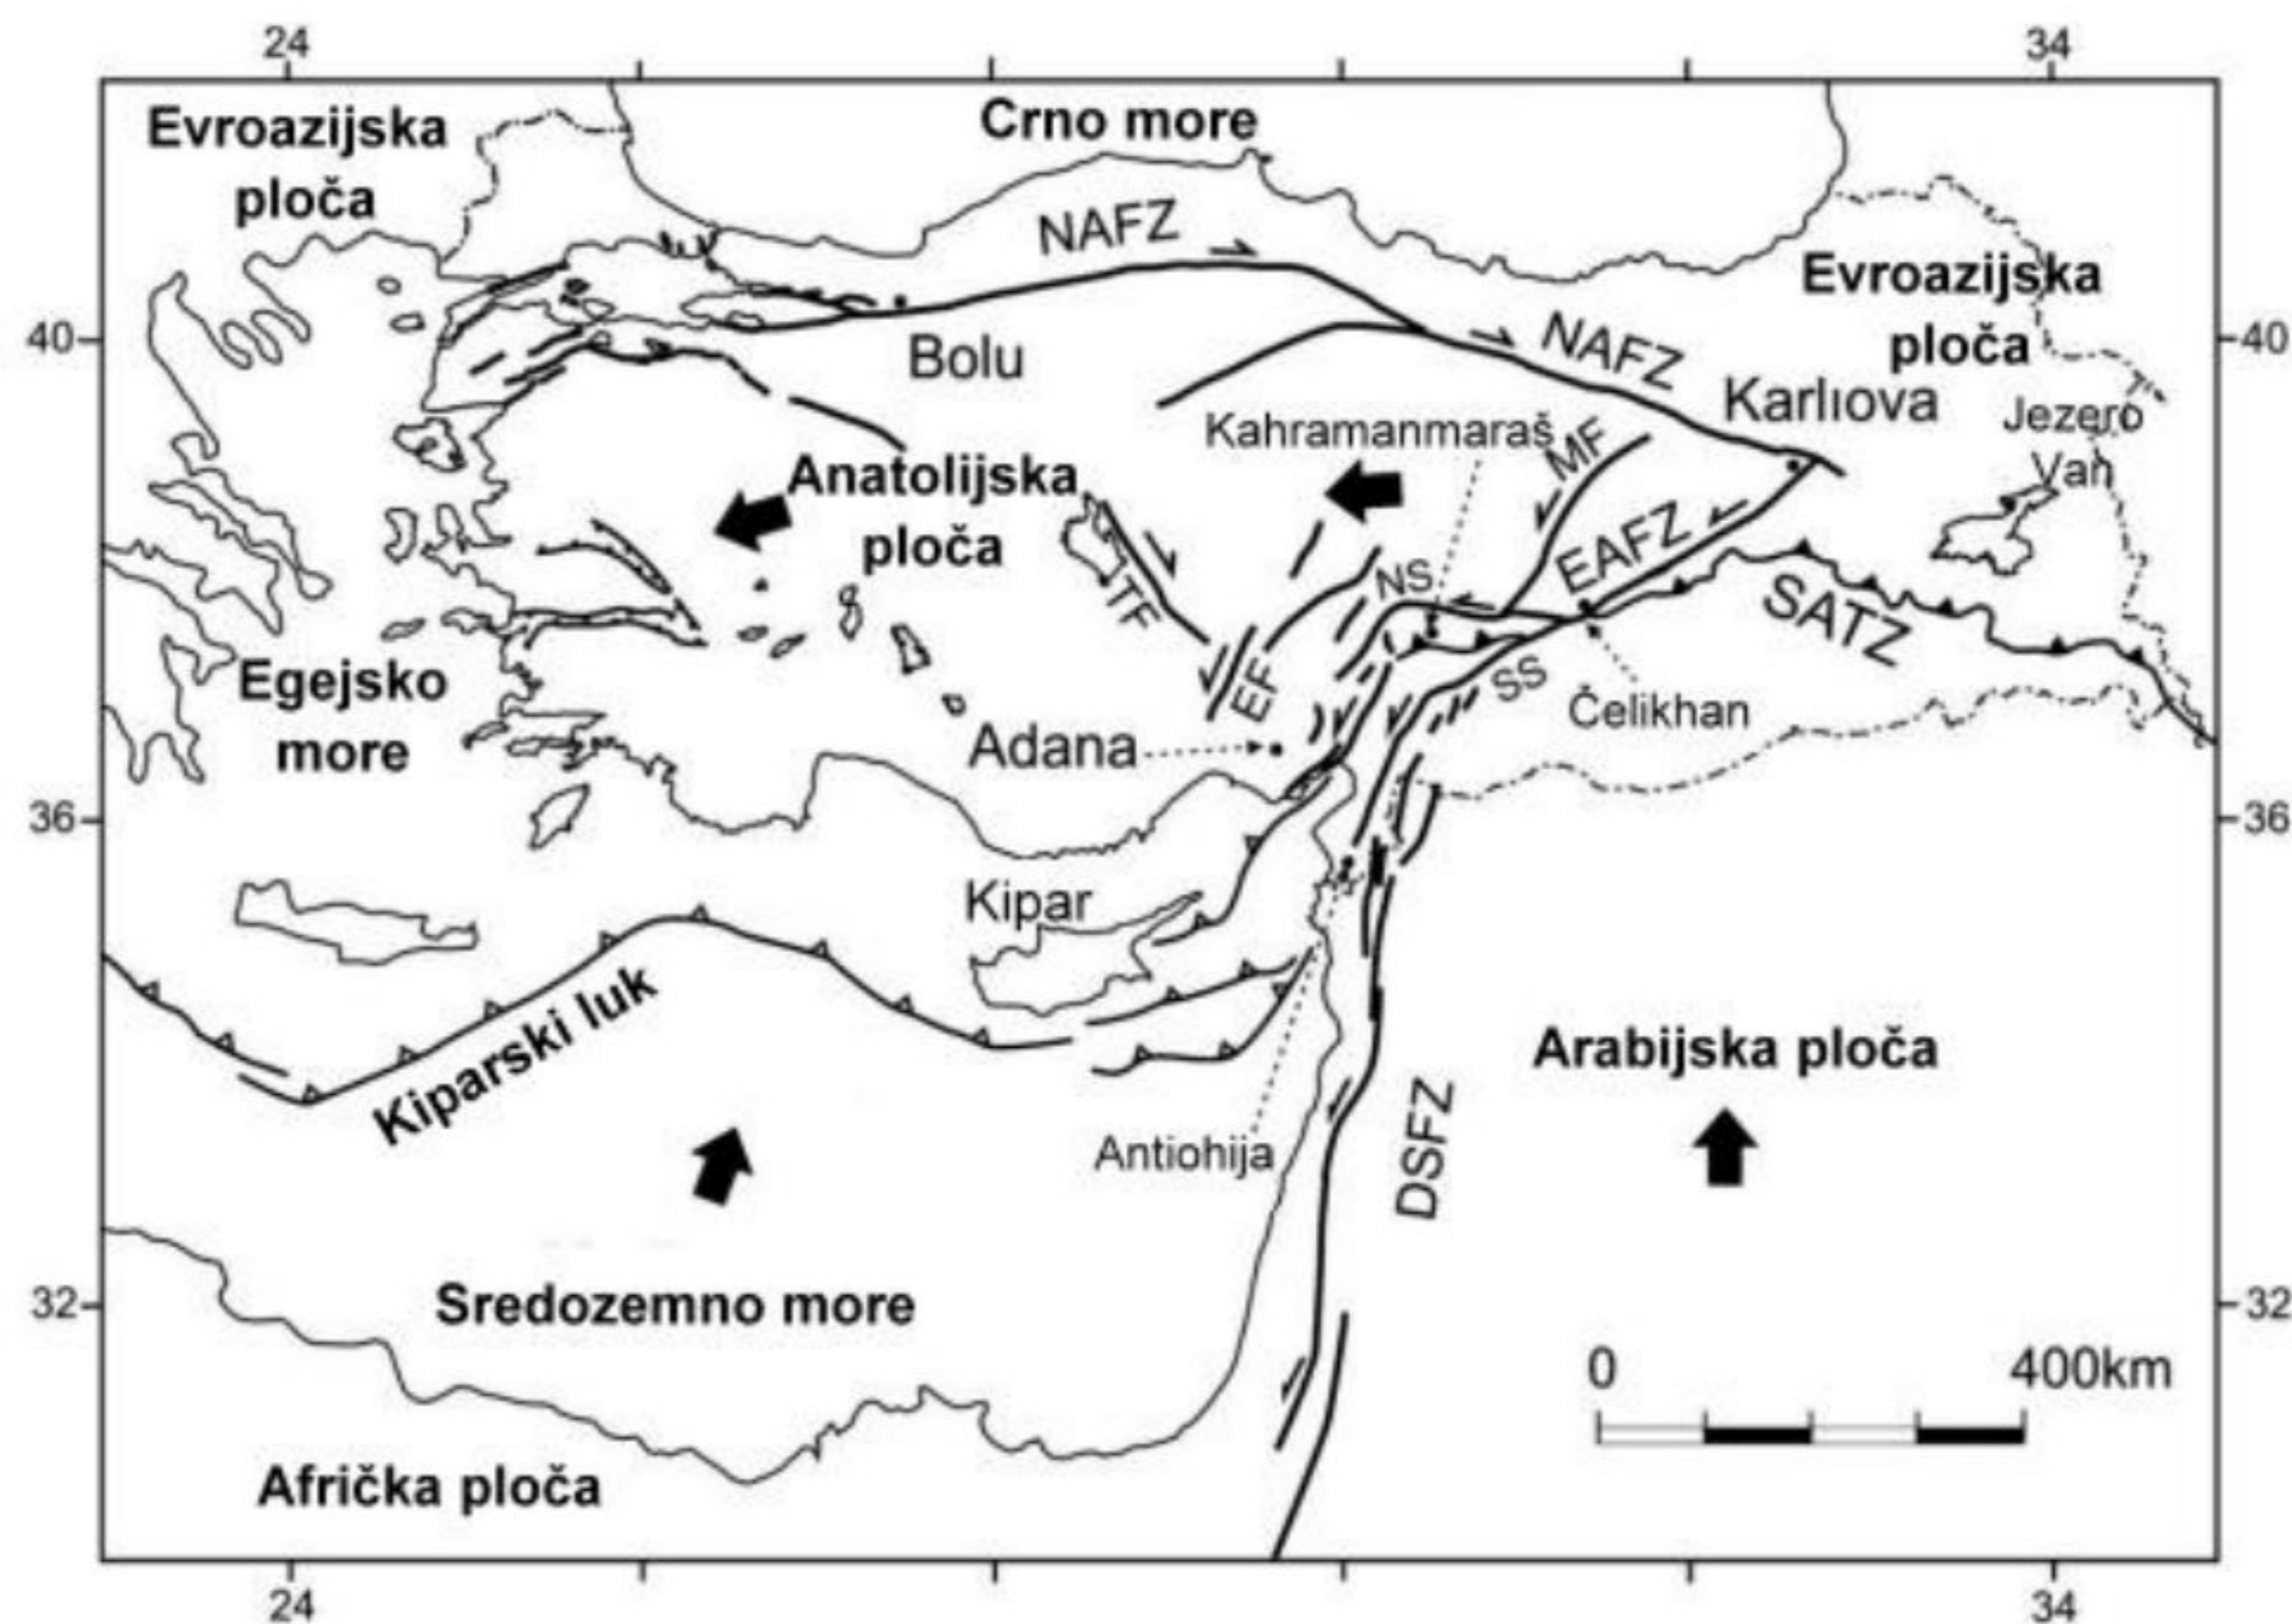 24
34
Evroazijska
ploča
Crno more
NAFZ
Evroazijska
ploča
40
40
Bolu
NAFZ
Karlıova
Jezero
Van
Kahramanmaraš
MF
Anatolijska
ploča
EAFZ
NS
TF
SATZ
Egejsko
more
EF
SS
Čelikhan
Adana
36
36
Kipar
Kiparski luk
Arabijska ploča
Antiohija
DSFZ
Sredozemno more
32
32
0
400km
Afrička ploča
24
34